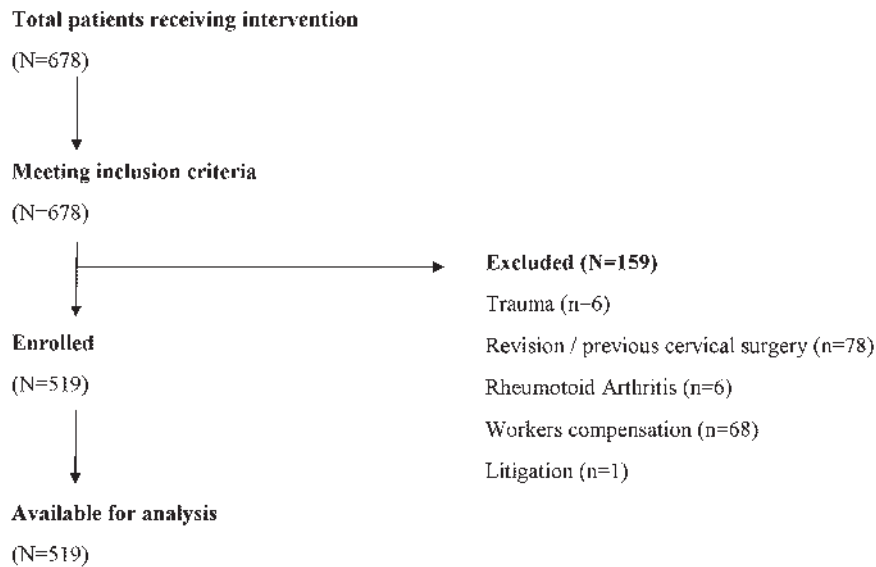 Total patients receiving intervention
(N=678)
Meeting inclusion criteria
(N=678)
Excluded (N=159)
Trauma (n=6)
Revision / previous cervical surgery (n=78)
Rheumotoid Arthritis (n=6)
Workers compensation (n=68)
Litigation (n=1)
Enrolled
(N=519)
Available for analysis
(N=519)